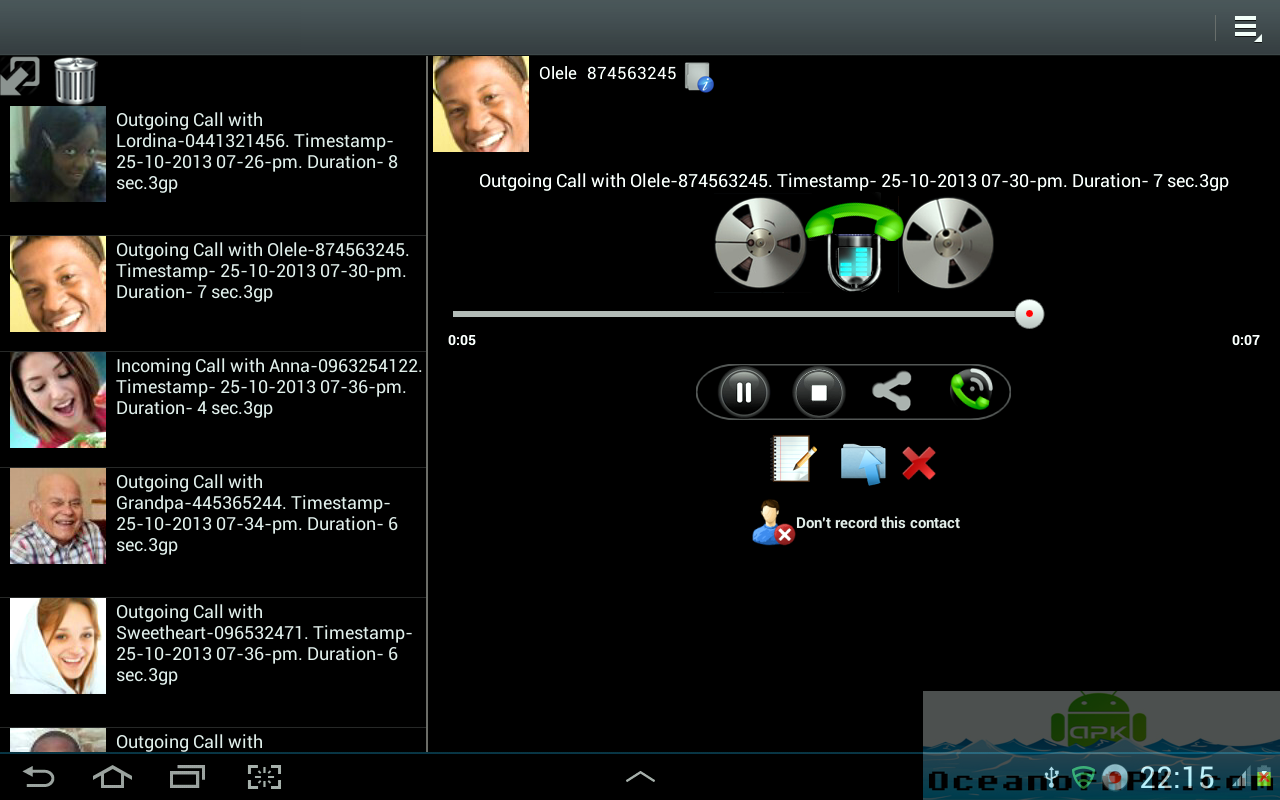 Outgoing Call with
Lordina-0441321456. Timestamp-
25-10-2013 07-26-pm. Duration- 8
sec.3gp
Outgoing Call with Olele-874563245.
Timestamp- 25-10-2013 07-30-pm.
Duration- 7 sec.3gp
Incoming Call with Anna-0963254122.
Timestamp- 25-10-2013 07-36-pm.
Duration- 4 sec.3gp
Outgoing Call with
Grandpa-445365244. Timestamp-
25-10-2013 07-34-pm. Duration- 6
sec.3gp
Outgoing Call with
Sweetheart-096532471. Timestamp-
25-10-2013 07-36-pm. Duration- 6
sec.3gp
Outgoing Call with
Olele 874563245
Outgoing Call with Olele-874563245. Timestamp- 25-10-2013 07-30-pm. Duration- 7 sec.3gp
0:05 0:07
Don't record this contact
apk
22:15